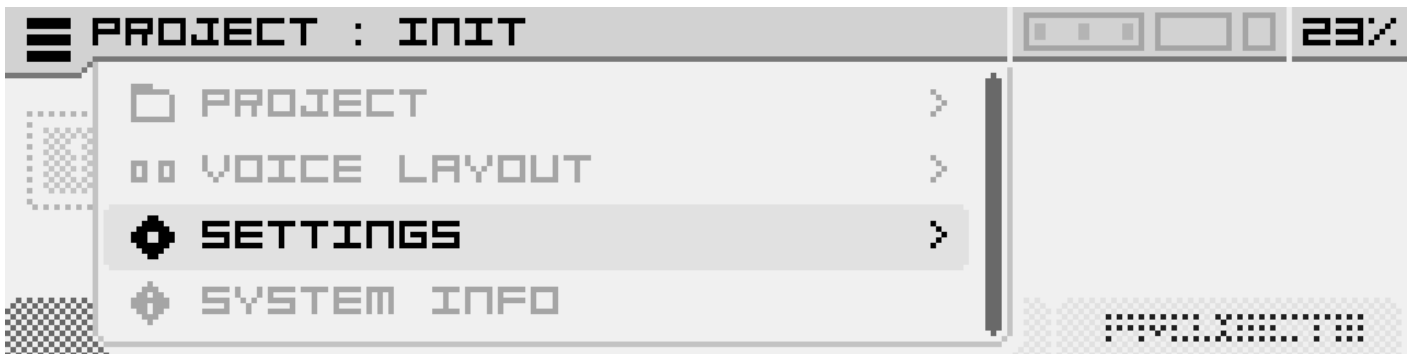 PROJECT : INIT
23%
PROJECT >
VOICE LAYOUT >
SETTINGS >
SYSTEM INFO